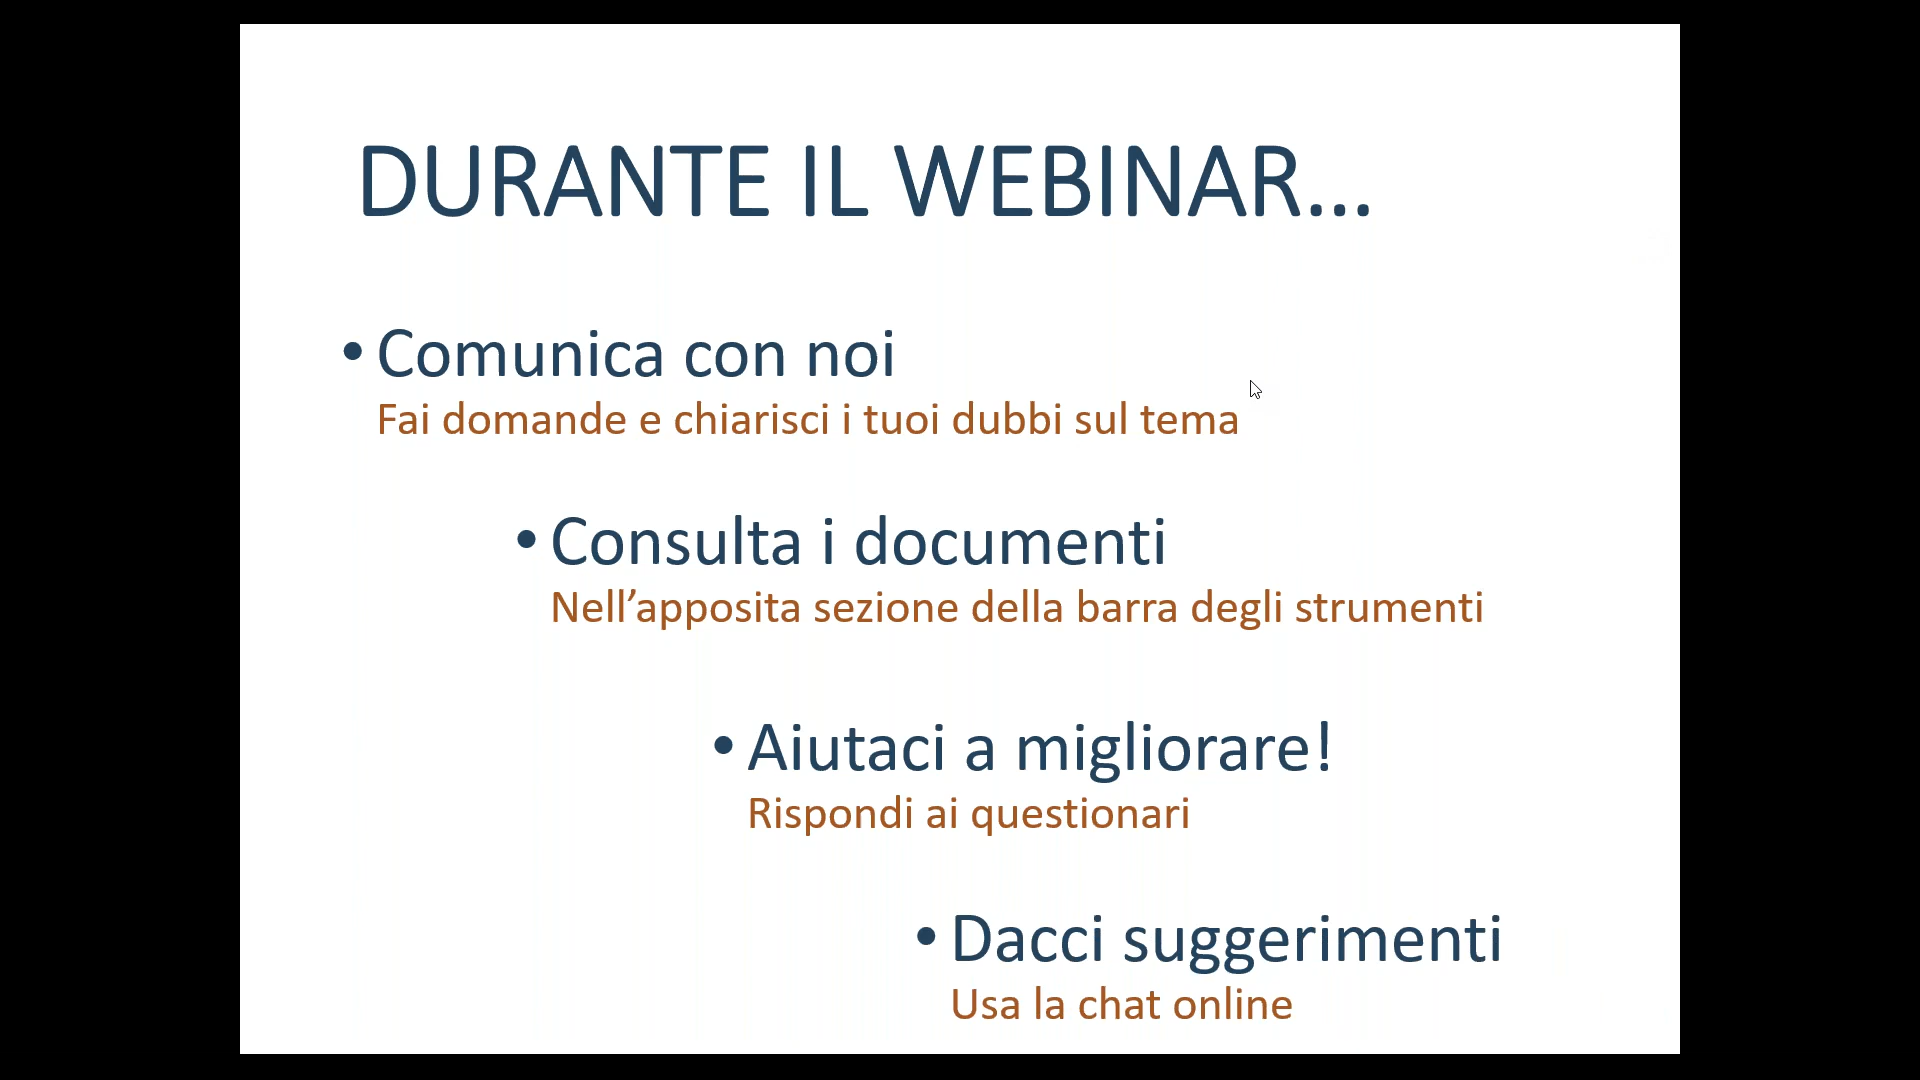 DURANTE IL WEBINAR…
• Comunica con noi
Fai domande e chiarisci i tuoi dubbi sul tema
• Consulta i documenti
Nell’apposita sezione della barra degli strumenti
• Aiutaci a migliorare!
Rispondi ai questionari
• Dacci suggerimenti
Usa la chat online